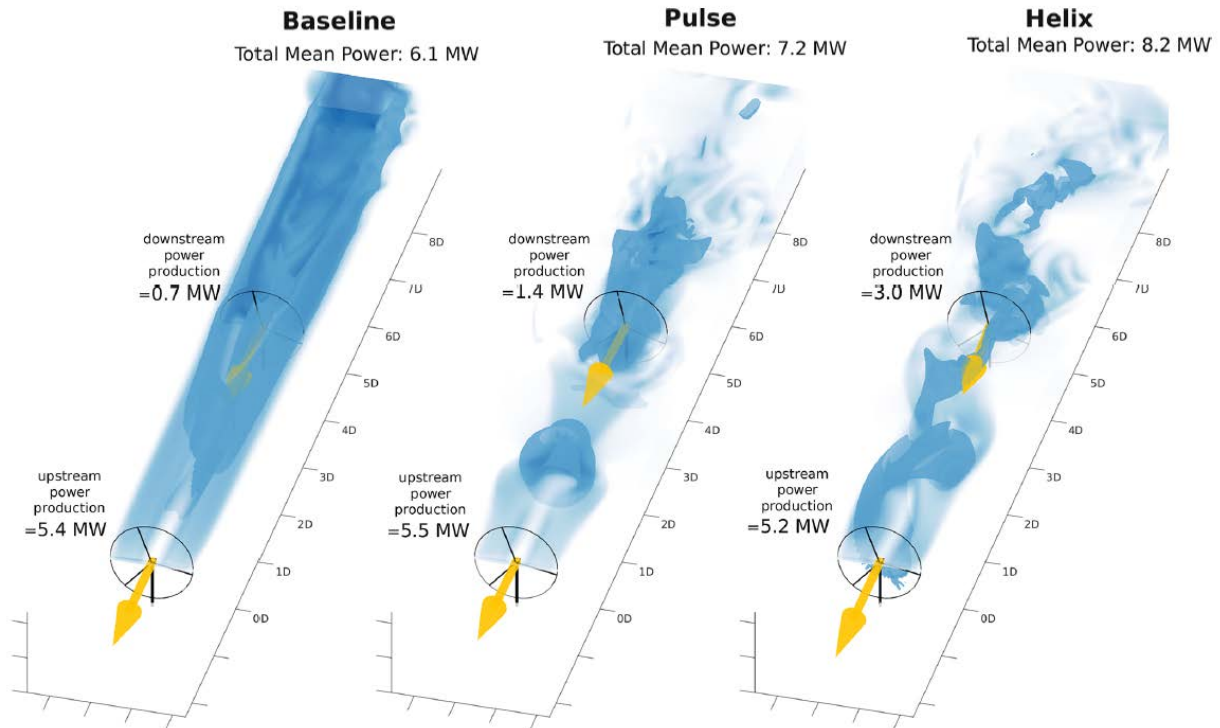 Baseline
Total Mean Power: 6.1 MW
downstream
power
production
=0.7 MW
upstream
power
production
=5.4 MW
8D
7D
6D
5D
4D
3D
2D
1D
0D
Pulse
Total Mean Power: 7.2 MW
downstream
power
production
=1.4 MW
upstream
power
production
=5.5 MW
8D
7D
6D
5D
4D
3D
2D
1D
0D
Helix
Total Mean Power: 8.2 MW
downstream
power
production
=3.0 MW
upstream
power
production
=5.2 MW
8D
7D
6D
5D
4D
3D
2D
1D
0D